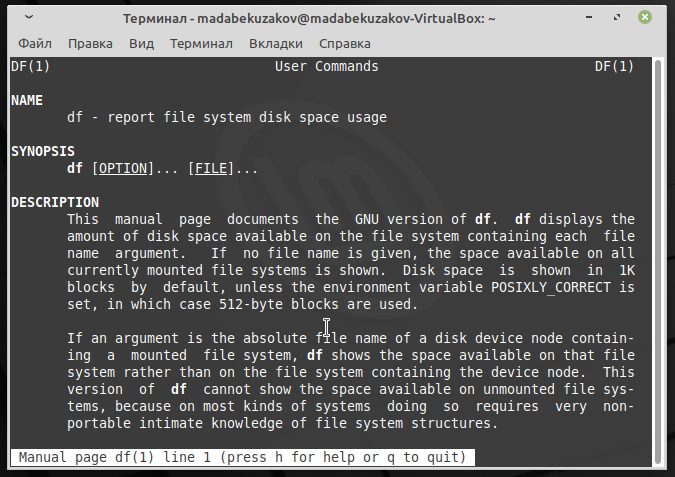 Терминал - madabekuzakov@madabekuzakov-VirtualBox: ~
Файл Правка Вид Терминал Вкладки Справка
DF(1) User Commands DF(1)
NAME
df - report file system disk space usage
SYNOPSIS
df [OPTION]... [FILE]...
DESCRIPTION
This manual page documents the GNU version of df. df displays the
amount of disk space available on the file system containing each file
name argument. If no file name is given, the space available on all
currently mounted file systems is shown. Disk space is shown in 1K
blocks by default, unless the environment variable POSIXLY_CORRECT is
set, in which case 512-byte blocks are used.
If an argument is the absolute file name of a disk device node contain-
ing a mounted file system, df shows the space available on that file
system rather than on the file system containing the device node. This
version of df cannot show the space available on unmounted file sys-
tems, because on most kinds of systems doing so requires very non-
portable intimate knowledge of file system structures.
Manual page df(1) line 1 (press h for help or q to quit)